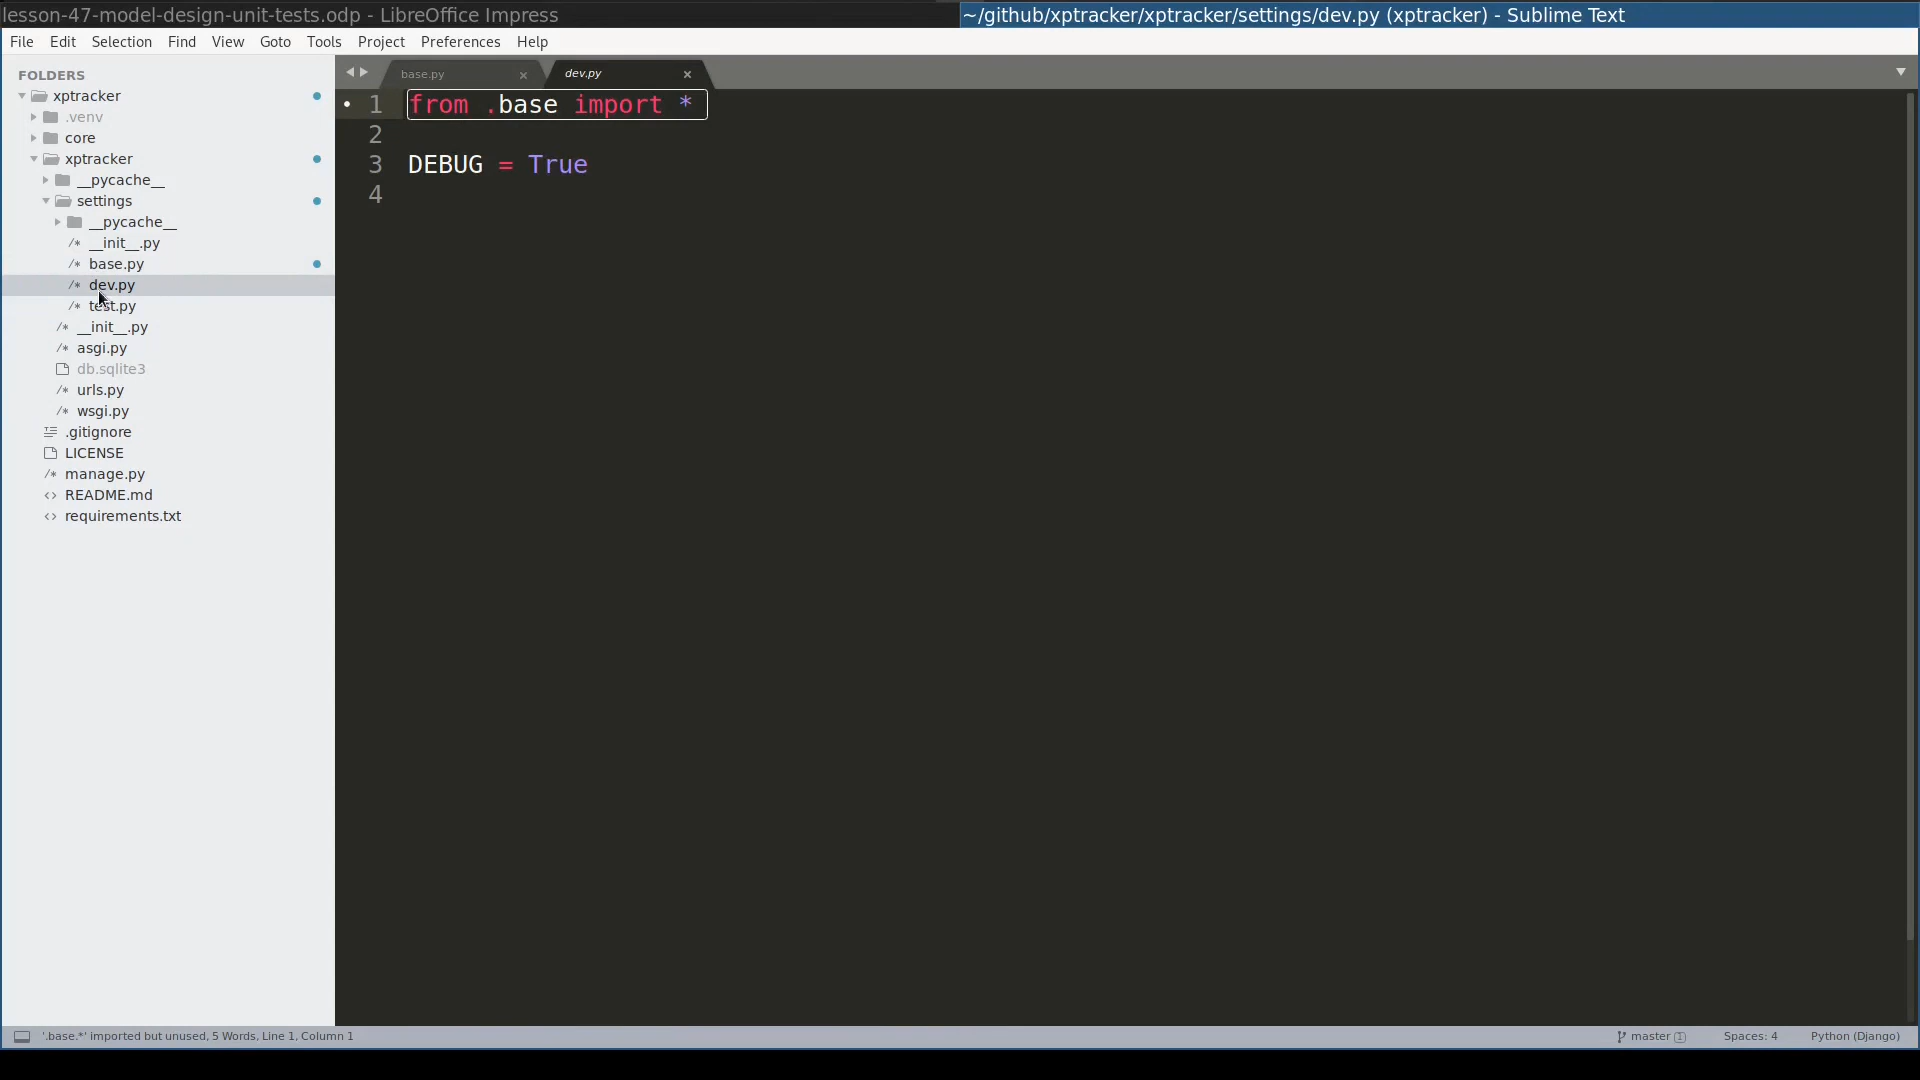 lesson-47-model-design-unit-tests.odp - LibreOffice Impress
~/github/xptracker/xptracker/settings/dev.py (xptracker) - Sublime Text
File Edit Selection Find View Goto Tools Project Preferences Help
FOLDERS
xptracker
.venv
core
xptracker
__pycache__
settings
__pycache__
/* __init__.py
/* base.py
/* dev.py
/* test.py
/* __init__.py
/* asgi.py
db.sqlite3
/* urls.py
/* wsgi.py
.gitignore
LICENSE
/* manage.py
<> README.md
<> requirements.txt
base.py ×
dev.py ×
1 from .base import *
2
3 DEBUG = True
4
'.base.*' imported but unused, 5 Words, Line 1, Column 1
master 1
Spaces: 4
Python (Django)